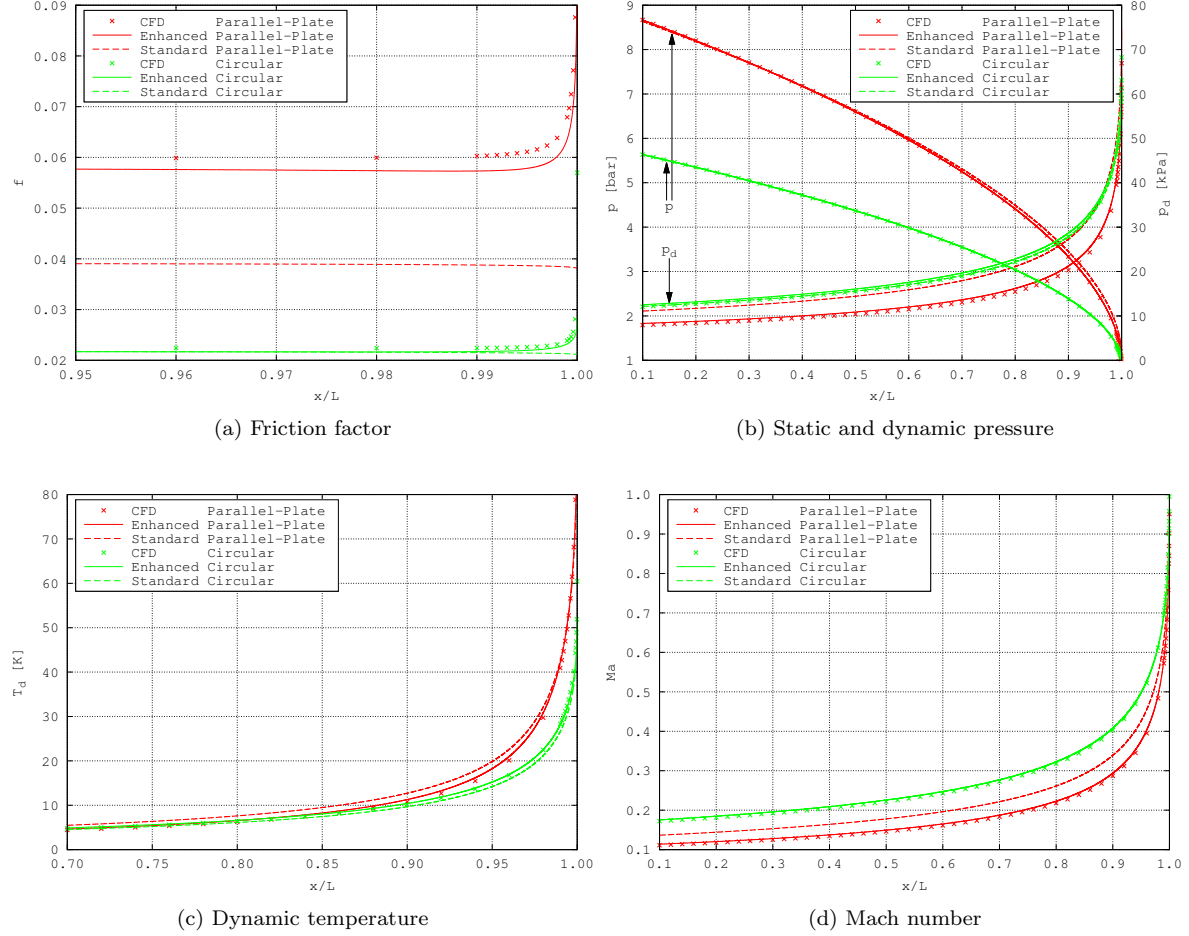 CFD Parallel-Plate
Enhanced Parallel-Plate
Standard Parallel-Plate
CFD Circular
Enhanced Circular
Standard Circular
0.09
0.08
0.07
0.06
0.05
0.04
0.03
0.02
f
0.95 0.96 0.97 0.98 0.99 1.00
x/L
(a) Friction factor
CFD Parallel-Plate
Enhanced Parallel-Plate
Standard Parallel-Plate
CFD Circular
Enhanced Circular
Standard Circular
9
8
7
6
5
4
3
2
1
p [bar]
p
p_d
80
70
60
50
40
30
20
10
0
p_d [kPa]
0.1 0.2 0.3 0.4 0.5 0.6 0.7 0.8 0.9 1.0
x/L
(b) Static and dynamic pressure
CFD Parallel-Plate
Enhanced Parallel-Plate
Standard Parallel-Plate
CFD Circular
Enhanced Circular
Standard Circular
80
70
60
50
40
30
20
10
0
T_d [K]
0.70 0.75 0.80 0.85 0.90 0.95 1.00
x/L
(c) Dynamic temperature
CFD Parallel-Plate
Enhanced Parallel-Plate
Standard Parallel-Plate
CFD Circular
Enhanced Circular
Standard Circular
1.0
0.9
0.8
0.7
0.6
0.5
0.4
0.3
0.2
0.1
Ma
0.1 0.2 0.3 0.4 0.5 0.6 0.7 0.8 0.9 1.0
x/L
(d) Mach number